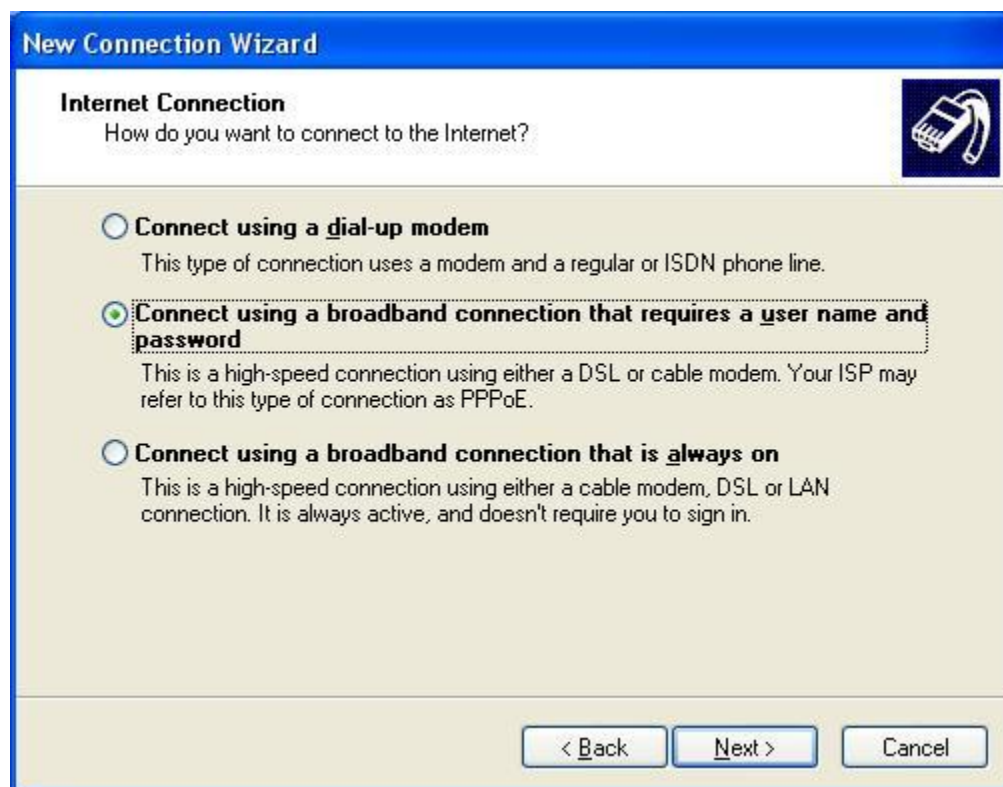 New Connection Wizard
Internet Connection
How do you want to connect to the Internet?
Connect using a dial-up modem
This type of connection uses a modem and a regular or ISDN phone line.
Connect using a broadband connection that requires a user name and
password
This is a high-speed connection using either a DSL or cable modem. Your ISP may
refer to this type of connection as PPPoE.
Connect using a broadband connection that is always on
This is a high-speed connection using either a cable modem, DSL or LAN
connection. It is always active, and doesn't require you to sign in.
< Back Next > Cancel